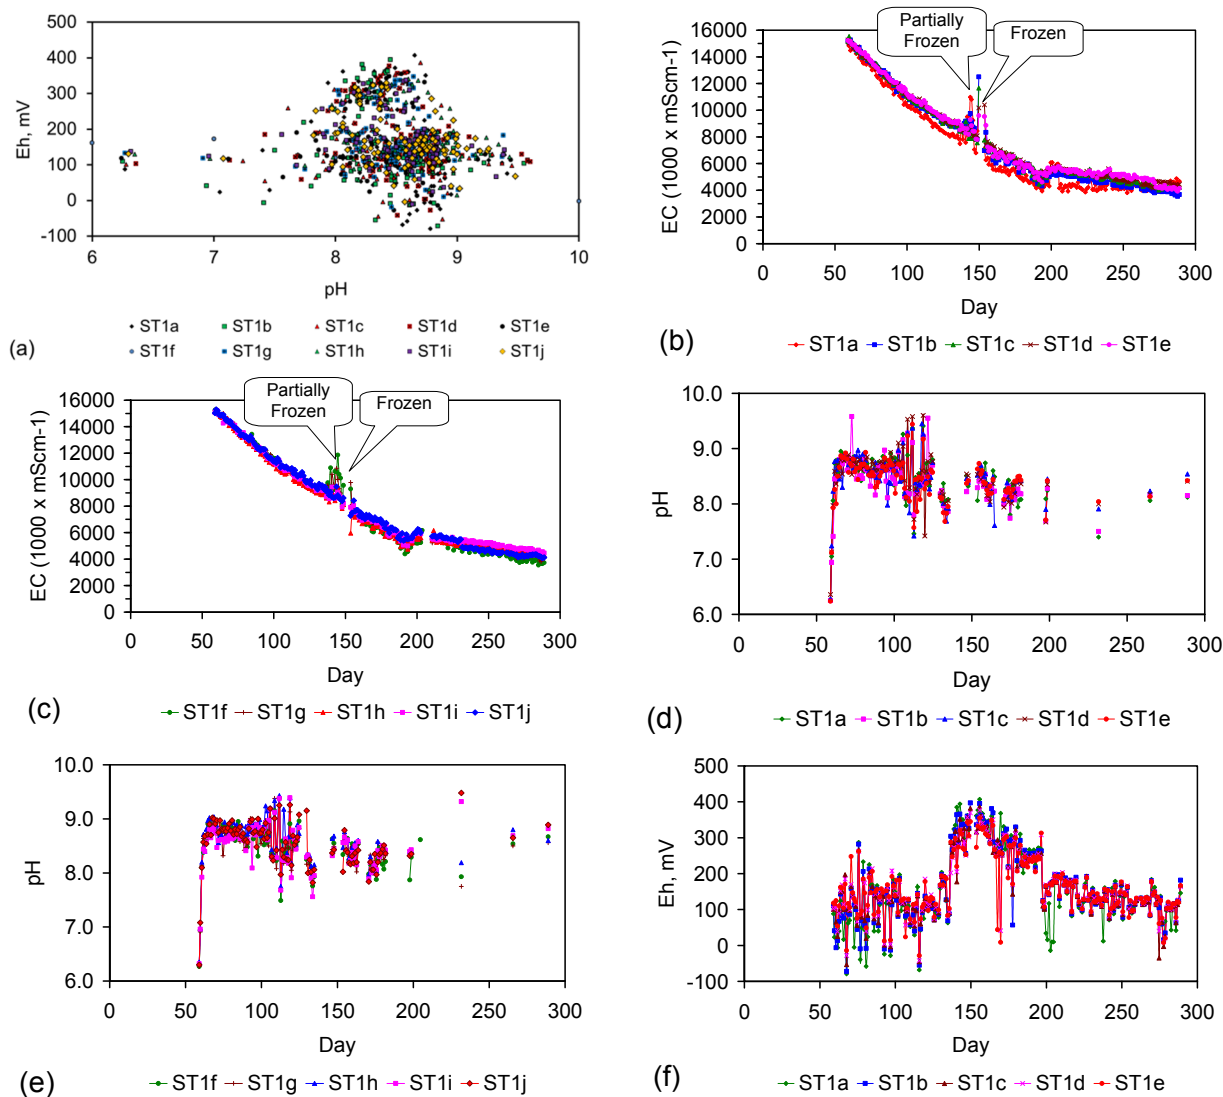 500
400
300
200
100
0
-100
Eh, mV
6
7
8
9
10
pH
ST1a ST1b ST1c ST1d ST1e
ST1f ST1g ST1h ST1i ST1j
(a)
Partially
Frozen
Frozen
16000
14000
12000
10000
8000
6000
4000
2000
0
EC (1000 x mScm-1)
0 50 100 150 200 250 300
Day
ST1a ST1b ST1c ST1d ST1e
(b)
Partially
Frozen
Frozen
16000
14000
12000
10000
8000
6000
4000
2000
0
EC (1000 x mScm-1)
0 50 100 150 200 250 300
Day
ST1f ST1g ST1h ST1i ST1j
(c)
10.0
9.0
8.0
7.0
6.0
pH
0 50 100 150 200 250 300
Day
ST1a ST1b ST1c ST1d ST1e
(d)
10.0
9.0
8.0
7.0
6.0
pH
0 50 100 150 200 250 300
Day
ST1f ST1g ST1h ST1i ST1j
(e)
500
400
300
200
100
0
-100
Eh, mV
0 50 100 150 200 250 300
Day
ST1a ST1b ST1c ST1d ST1e
(f)